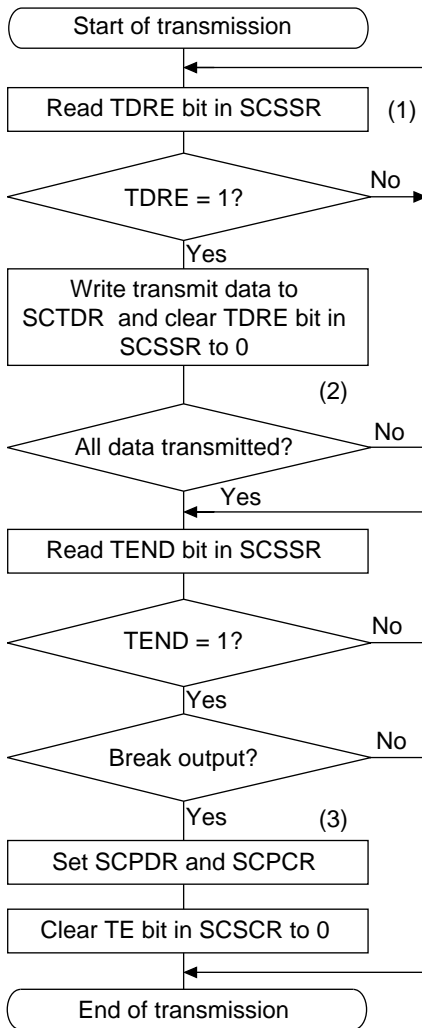 Start of transmission
Read TDRE bit in SCSSR
(1)
TDRE = 1?
No
Yes
Write transmit data to
SCTDR and clear TDRE bit in
SCSSR to 0
(2)
All data transmitted?
No
Yes
Read TEND bit in SCSSR
TEND = 1?
No
Yes
Break output?
No
Yes
(3)
Set SCPDR and SCPCR
Clear TE bit in SCSCR to 0
End of transmission